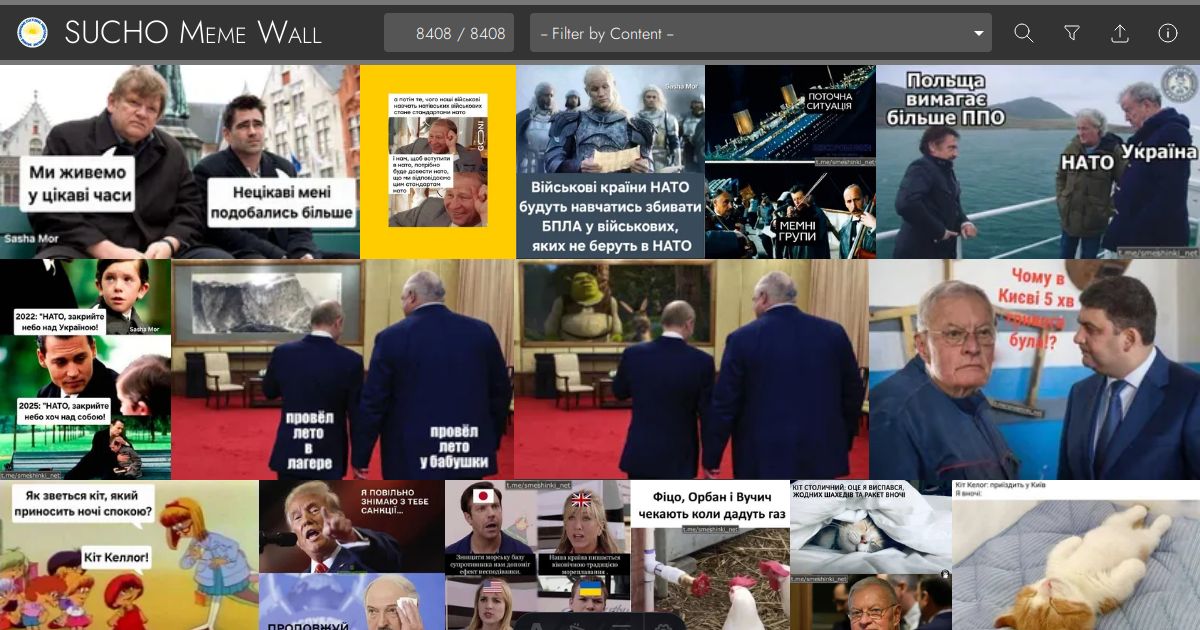 SUCHO Meme Wall
8408 / 8408
– Filter by Content –
Ми живемо
у цікаві часи
Нецікаві мені
подобались більше
Sasha Mor
а потім те, чого наші військові
навчать натівських військових
стане стандартами нато
і нам, щоб вступити
в нато, потрібно
буде довести нато,
що ми відповідаємо
цим стандартам
нато
Sasha Mor
Військові країни НАТО
будуть навчатись збивати
БПЛА у військових,
яких не беруть в НАТО
ПОТОЧНА
СИТУАЦІЯ
t.me/smeshinki_net
МЕМНІ
ГРУПИ
Польща
вимагає
більше ППО
НАТО
Україна
t.me/smeshinki_net
2022: "НАТО, закрийте
небо над Україною!
Sasha Mor
2025: "НАТО, закрийте
небо хоч над собою!
t.me/smeshinki_net
провёл
лето
в
лагере
провёл
лето
у бабушки
Чому в
Києві 5 хв
тривога
була!?
Як зветься кіт, який
приносить ночі спокою?
Кіт Келлог!
Я ПОВІЛЬНО
ЗНІМАЮ З ТЕБЕ
САНКЦІЇ...
ПРОДОВЖУЙ
t.me/smeshinki_net
Знищити морську базу
супротивника нам допоміг
ефект несподіванки.
Наша країна пишається
віковічною традицією
мореплавання.
Фіцо, Орбан і Вучич
чекають коли дадуть газ
t.me/smeshinki_net
КІТ СТОЛИЧНИЙ: ОЦЕ Я ВИСПАВСЯ,
ЖОДНИХ ШАХЕДІВ ТА РАКЕТ ВНОЧІ
t.me/smeshinki_net
Кіт Келог: приїздить у Київ
Я вночі: